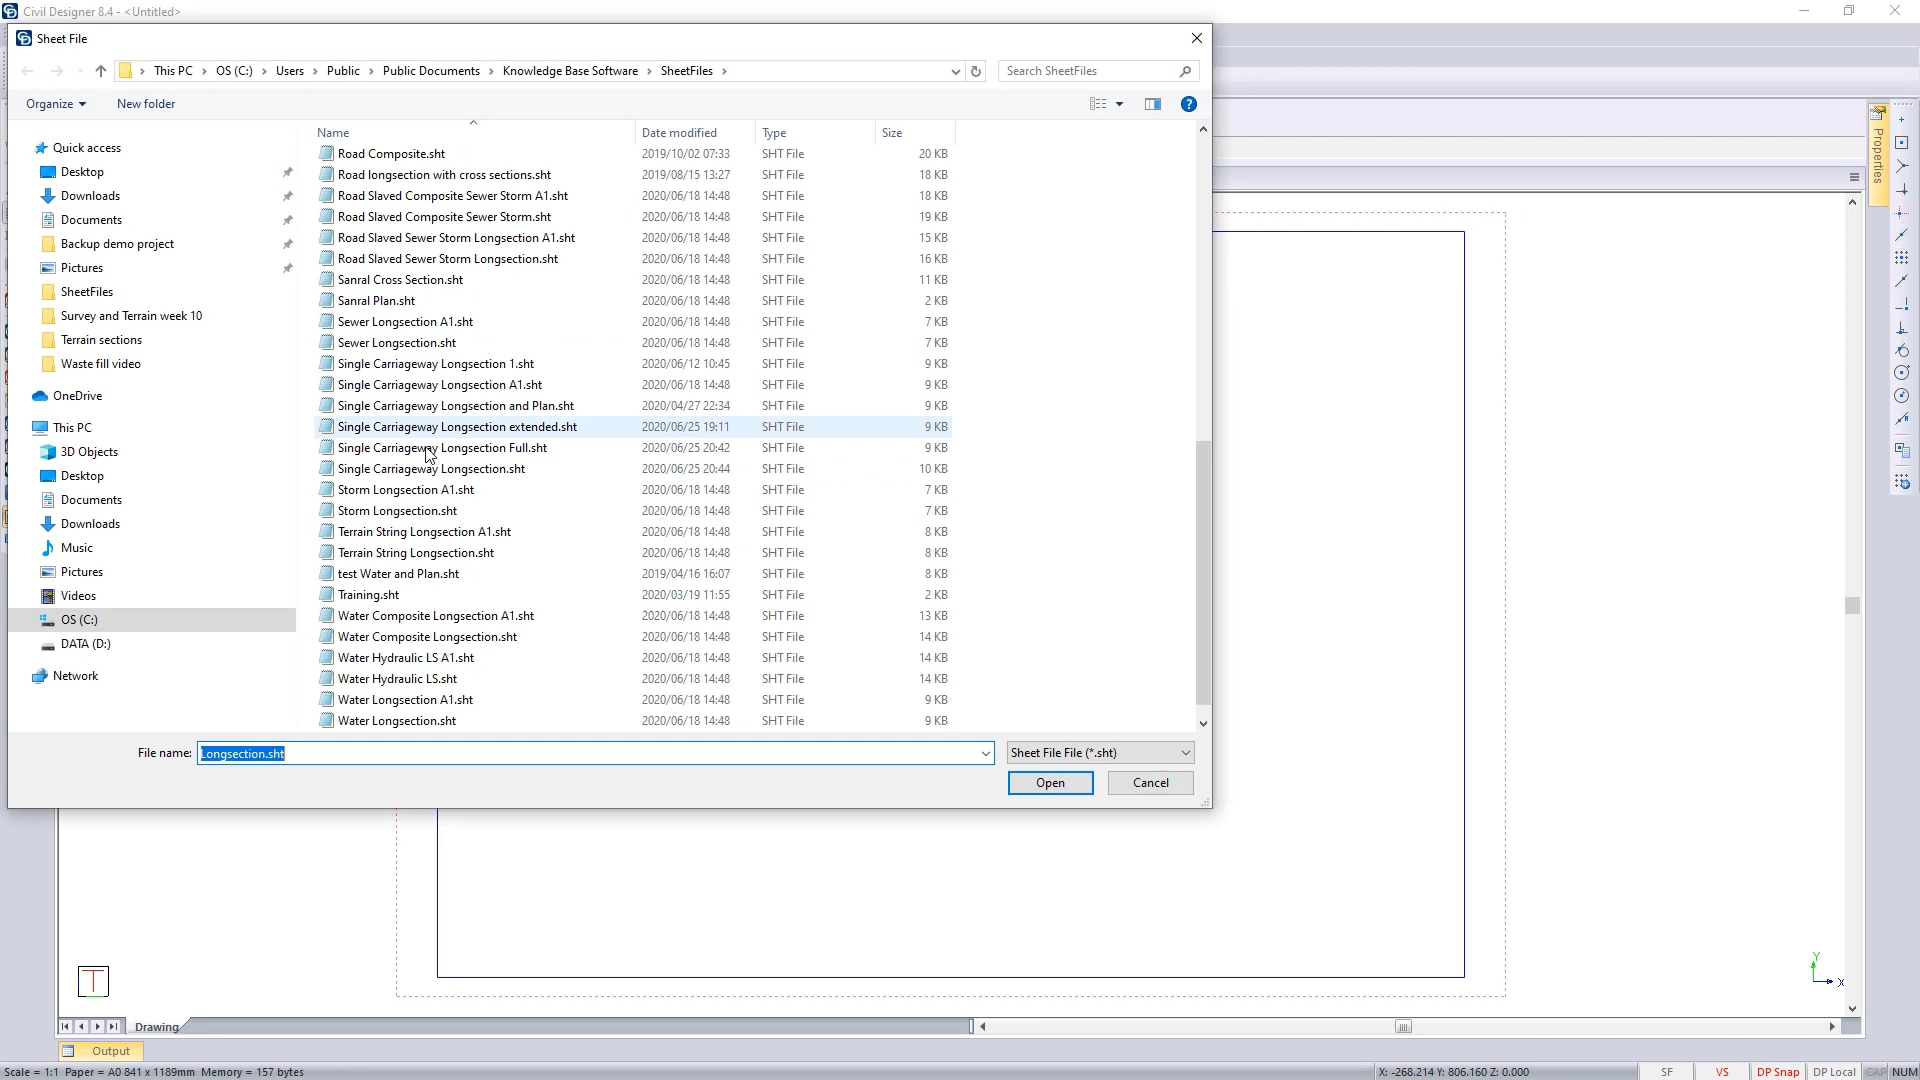 Civil Designer 8.4 - <Untitled>
Sheet File
This PC › OS (C:) › Users › Public › Public Documents › Knowledge Base Software › SheetFiles ›
Search SheetFiles
Organize
New folder
Quick access
Desktop
Downloads
Documents
Backup demo project
Pictures
SheetFiles
Survey and Terrain week 10
Terrain sections
Waste fill video
OneDrive
This PC
3D Objects
Desktop
Documents
Downloads
Music
Pictures
Videos
OS (C:)
DATA (D:)
Network
Name Date modified Type Size
Road Composite.sht 2019/10/02 07:33 SHT File 20 KB
Road longsection with cross sections.sht 2019/08/15 13:27 SHT File 18 KB
Road Slaved Composite Sewer Storm A1.sht 2020/06/18 14:48 SHT File 18 KB
Road Slaved Composite Sewer Storm.sht 2020/06/18 14:48 SHT File 19 KB
Road Slaved Sewer Storm Longsection A1.sht 2020/06/18 14:48 SHT File 15 KB
Road Slaved Sewer Storm Longsection.sht 2020/06/18 14:48 SHT File 16 KB
Sanral Cross Section.sht 2020/06/18 14:48 SHT File 11 KB
Sanral Plan.sht 2020/06/18 14:48 SHT File 2 KB
Sewer Longsection A1.sht 2020/06/18 14:48 SHT File 7 KB
Sewer Longsection.sht 2020/06/18 14:48 SHT File 7 KB
Single Carriageway Longsection 1.sht 2020/06/12 10:45 SHT File 9 KB
Single Carriageway Longsection A1.sht 2020/06/18 14:48 SHT File 9 KB
Single Carriageway Longsection and Plan.sht 2020/04/27 22:34 SHT File 9 KB
Single Carriageway Longsection extended.sht 2020/06/25 19:11 SHT File 9 KB
Single Carriageway Longsection Full.sht 2020/06/25 20:42 SHT File 9 KB
Single Carriageway Longsection.sht 2020/06/25 20:44 SHT File 10 KB
Storm Longsection A1.sht 2020/06/18 14:48 SHT File 7 KB
Storm Longsection.sht 2020/06/18 14:48 SHT File 7 KB
Terrain String Longsection A1.sht 2020/06/18 14:48 SHT File 8 KB
Terrain String Longsection.sht 2020/06/18 14:48 SHT File 8 KB
test Water and Plan.sht 2019/04/16 16:07 SHT File 8 KB
Training.sht 2020/03/19 11:55 SHT File 2 KB
Water Composite Longsection A1.sht 2020/06/18 14:48 SHT File 13 KB
Water Composite Longsection.sht 2020/06/18 14:48 SHT File 14 KB
Water Hydraulic LS A1.sht 2020/06/18 14:48 SHT File 14 KB
Water Hydraulic LS.sht 2020/06/18 14:48 SHT File 14 KB
Water Longsection A1.sht 2020/06/18 14:48 SHT File 9 KB
Water Longsection.sht 2020/06/18 14:48 SHT File 9 KB
File name: Longsection.sht
Sheet File File (*.sht)
Open
Cancel
Properties
T
Y
X
Drawing
Output
Scale = 1:1 Paper = A0 841 x 1189mm Memory = 157 bytes
X: -268.214 Y: 806.160 Z: 0.000
SF
VS
DP Snap
DP Local
CAP
NUM